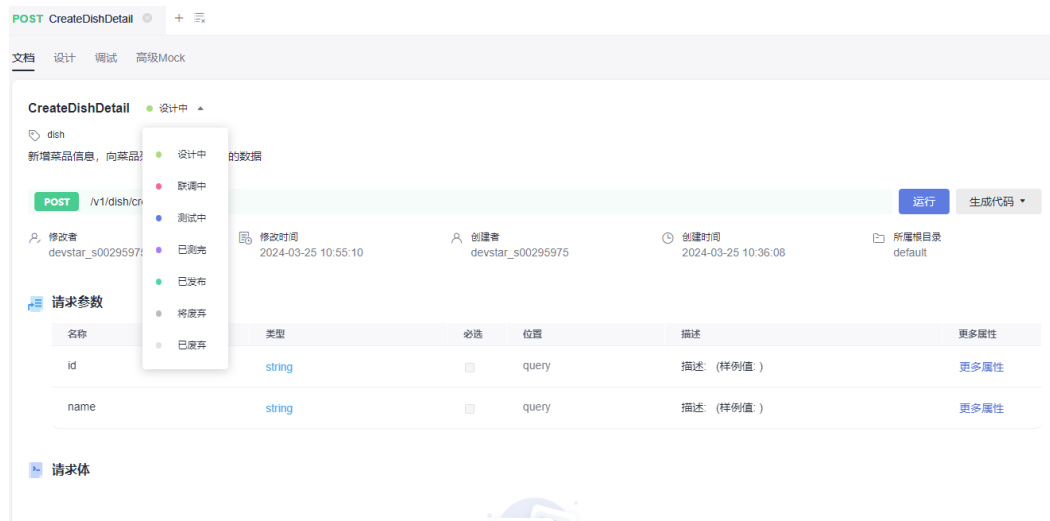 POST CreateDishDetail
文档 设计 调试 高级Mock
CreateDishDetail 设计中
dish
新增菜品信息，向菜品 的数据
设计中
联调中
测试中
已测完
已发布
将废弃
已废弃
POST /v1/dish/cr 运行 生成代码
修改者 修改时间 创建者 创建时间 所属根目录
devstar_s00295975 2024-03-25 10:55:10 devstar_s00295975 2024-03-25 10:36:08 default
请求参数
名称 类型 必选 位置 描述 更多属性
id string query 描述: (样例值: ) 更多属性
name string query 描述: (样例值: ) 更多属性
请求体